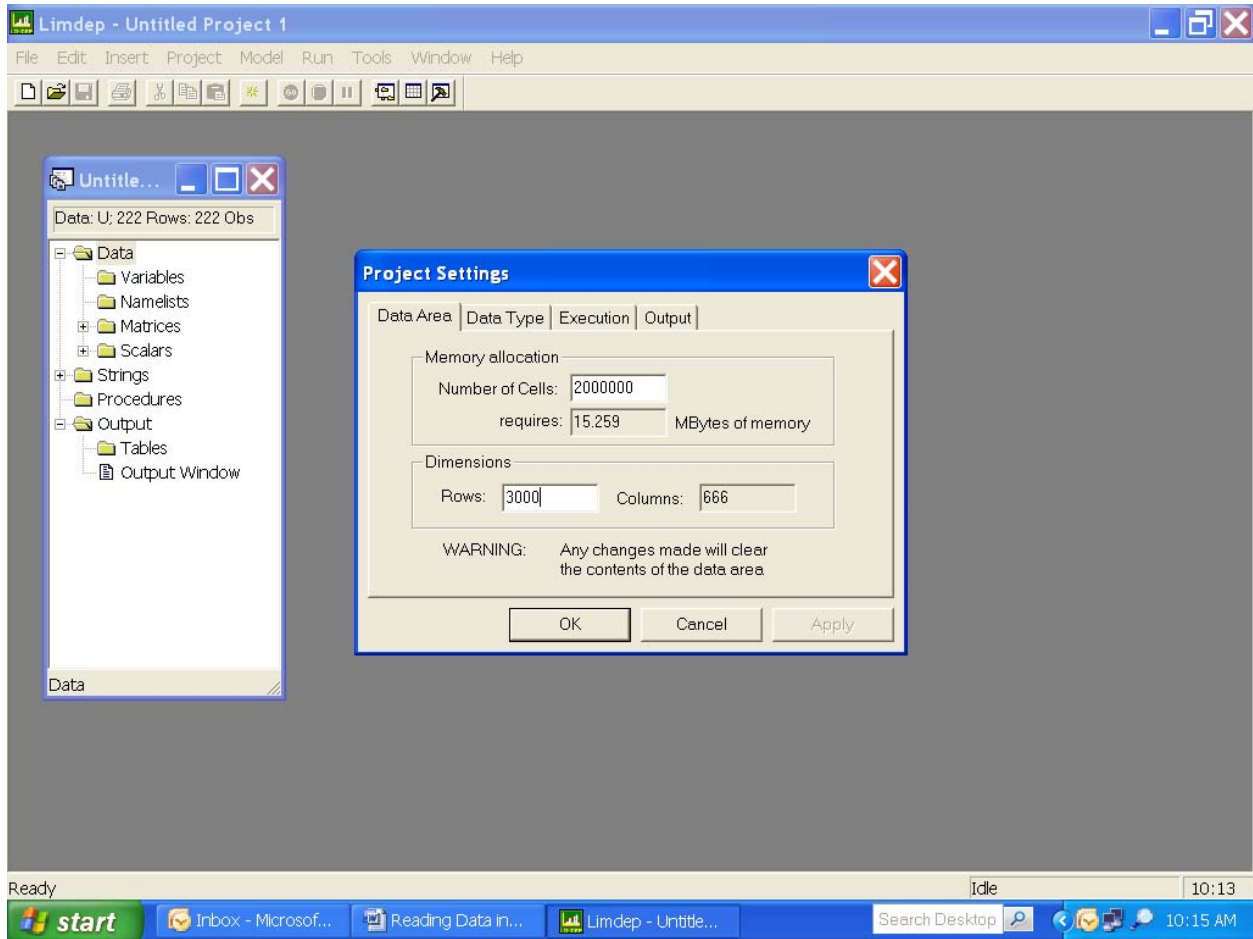 Limdep - Untitled Project 1
File Edit Insert Project Model Run Tools Window Help
GO
Untitle...
Data: U; 222 Rows: 222 Obs
Data
Variables
Namelists
Matrices
Scalars
Strings
Procedures
Output
Tables
Output Window
Data
Project Settings
Data Area Data Type Execution Output
Memory allocation
Number of Cells: 2000000
requires: 15.259 MBytes of memory
Dimensions
Rows: 3000 Columns: 666
WARNING: Any changes made will clear
the contents of the data area
OK Cancel Apply
Ready Idle 10:13
start Inbox - Microsof... Reading Data in... Limdep - Untitle... Search Desktop 10:15 AM